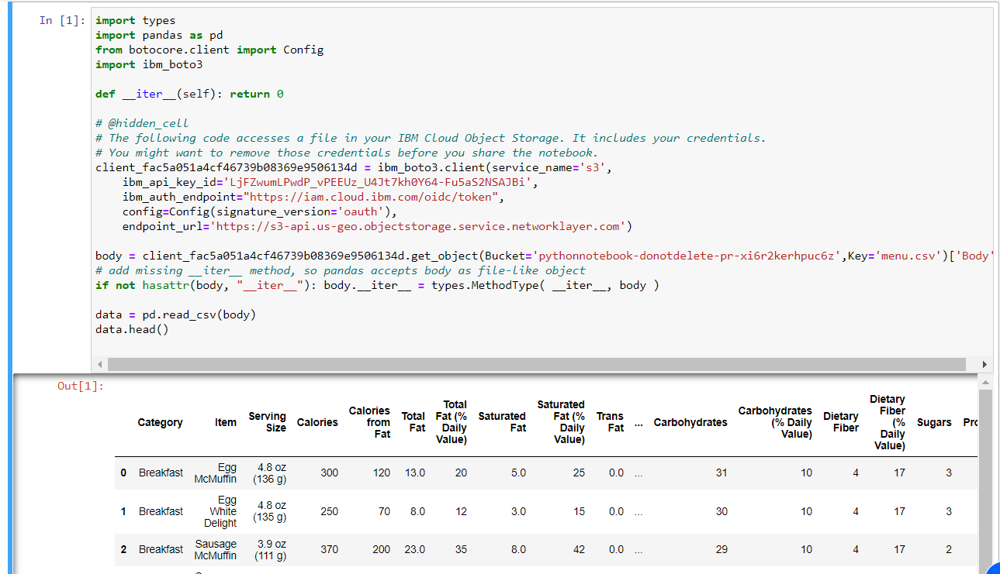 In [1]:
import types
import pandas as pd
from botocore.client import Config
import ibm_boto3
def __iter__(self): return 0
# @hidden_cell
# The following code accesses a file in your IBM Cloud Object Storage. It includes your credentials.
# You might want to remove those credentials before you share the notebook.
client_fac5a051a4cf46739b08369e9506134d = ibm_boto3.client(service_name='s3',
ibm_api_key_id='LjFZwumLPwdP_vPEEUz_U4Jt7kh0Y64-Fu5aS2NSAJBi',
ibm_auth_endpoint="https://iam.cloud.ibm.com/oidc/token",
config=Config(signature_version='oauth'),
endpoint_url='https://s3-api.us-geo.objectstorage.service.networklayer.com')
body = client_fac5a051a4cf46739b08369e9506134d.get_object(Bucket='pythonnotebook-donotdelete-pr-xi6r2kerhpuc6z',Key='menu.csv')['Body'
# add missing __iter__ method, so pandas accepts body as file-like object
if not hasattr(body, "__iter__"): body.__iter__ = types.MethodType( __iter__, body )
data = pd.read_csv(body)
data.head()
Out[1]:
Category Item Serving Size Calories Calories from Fat Total Fat Total Fat (% Daily Value) Saturated Fat Saturated Fat (% Daily Value) Trans Fat ... Carbohydrates Carbohydrates (% Daily Value) Dietary Fiber Dietary Fiber (% Daily Value) Sugars
0 Breakfast Egg McMuffin 4.8 oz (136 g) 300 120 13.0 20 5.0 25 0.0 ... 31 10 4 17 3
1 Breakfast Egg White Delight 4.8 oz (135 g) 250 70 8.0 12 3.0 15 0.0 ... 30 10 4 17 3
2 Breakfast Sausage McMuffin 3.9 oz (111 g) 370 200 23.0 35 8.0 42 0.0 ... 29 10 4 17 2